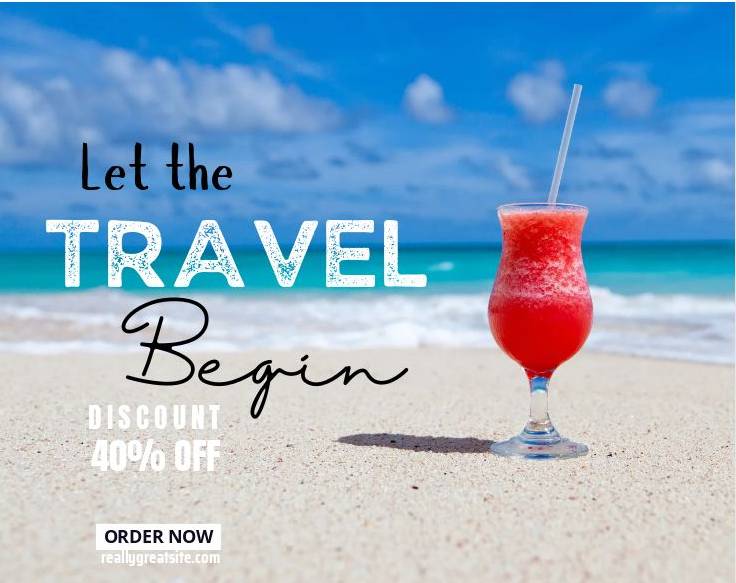 Let the
TRAVEL
Begin
DISCOUNT
40% OFF
ORDER NOW
reallygreatsite.com